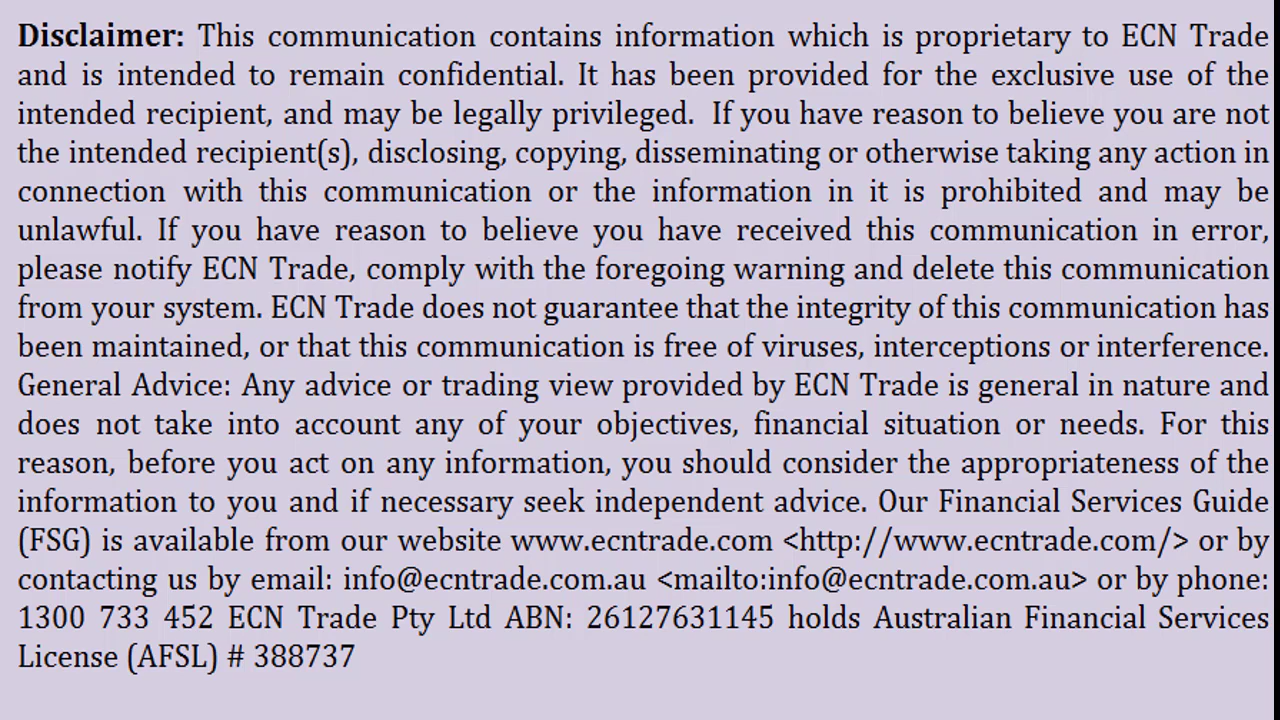 Disclaimer: This communication contains information which is proprietary to ECN Trade
and is intended to remain confidential. It has been provided for the exclusive use of the
intended recipient, and may be legally privileged. If you have reason to believe you are not
the intended recipient(s), disclosing, copying, disseminating or otherwise taking any action in
connection with this communication or the information in it is prohibited and may be
unlawful. If you have reason to believe you have received this communication in error,
please notify ECN Trade, comply with the foregoing warning and delete this communication
from your system. ECN Trade does not guarantee that the integrity of this communication has
been maintained, or that this communication is free of viruses, interceptions or interference.
General Advice: Any advice or trading view provided by ECN Trade is general in nature and
does not take into account any of your objectives, financial situation or needs. For this
reason, before you act on any information, you should consider the appropriateness of the
information to you and if necessary seek independent advice. Our Financial Services Guide
(FSG) is available from our website www.ecntrade.com <http://www.ecntrade.com/> or by
contacting us by email: info@ecntrade.com.au <mailto:info@ecntrade.com.au> or by phone:
1300 733 452 ECN Trade Pty Ltd ABN: 26127631145 holds Australian Financial Services
License (AFSL) # 388737